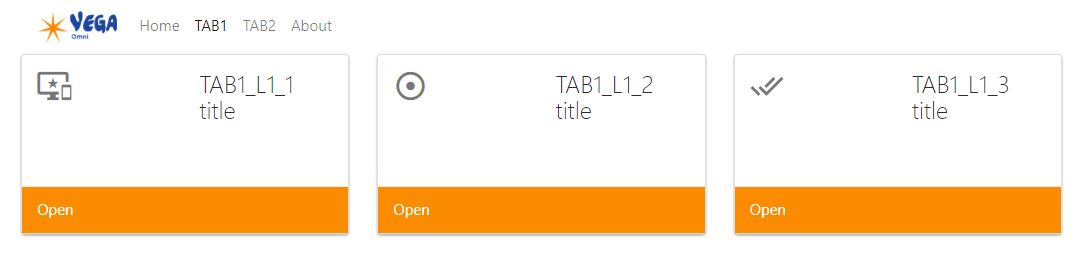 VEGA
Omni
Home TAB1 TAB2 About
TAB1_L1_1
title
TAB1_L1_2
title
TAB1_L1_3
title
Open
Open
Open